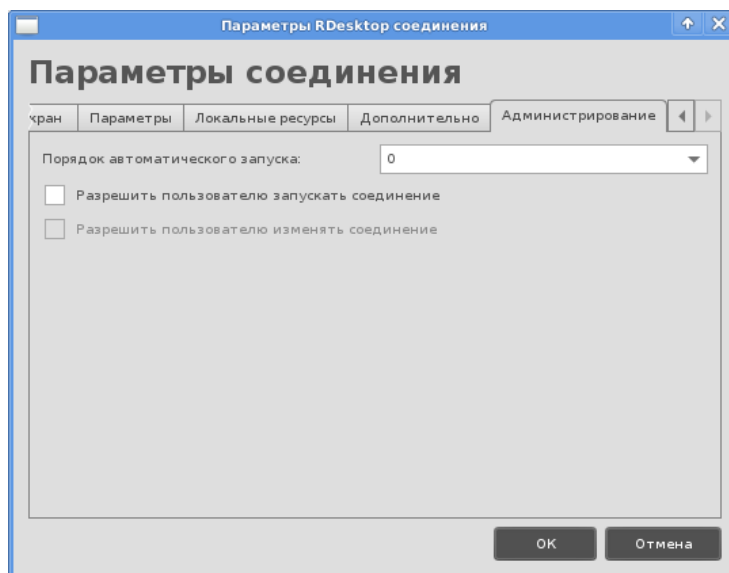 Параметры RDesktop соединения
Параметры соединения
кран Параметры Локальные ресурсы Дополнительно Администрирование
Порядок автоматического запуска: 0
Разрешить пользователю запускать соединение
Разрешить пользователю изменять соединение
OK Отмена